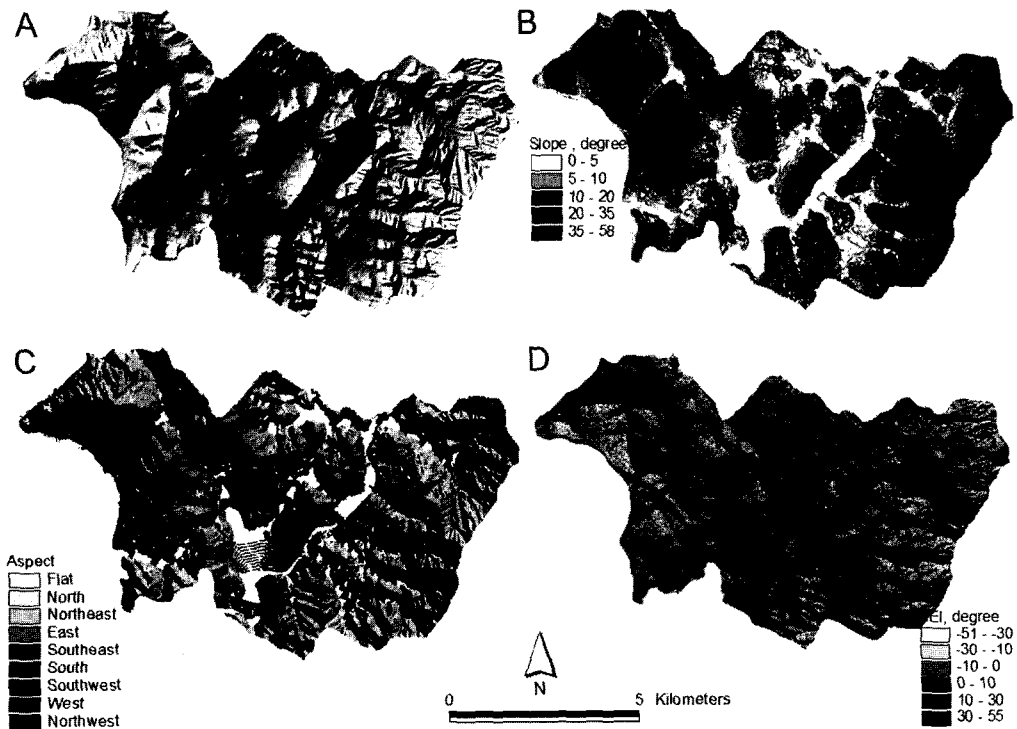 A
B
Slope , degree
0 - 5
5 - 10
10 - 20
20 - 35
35 - 58
C
D
Aspect
Flat
North
Northeast
East
Southeast
South
Southwest
West
Northwest
N
0 5 Kilometers
EI, degree
-51 - -30
-30 - -10
-10 - 0
0 - 10
10 - 30
30 - 55